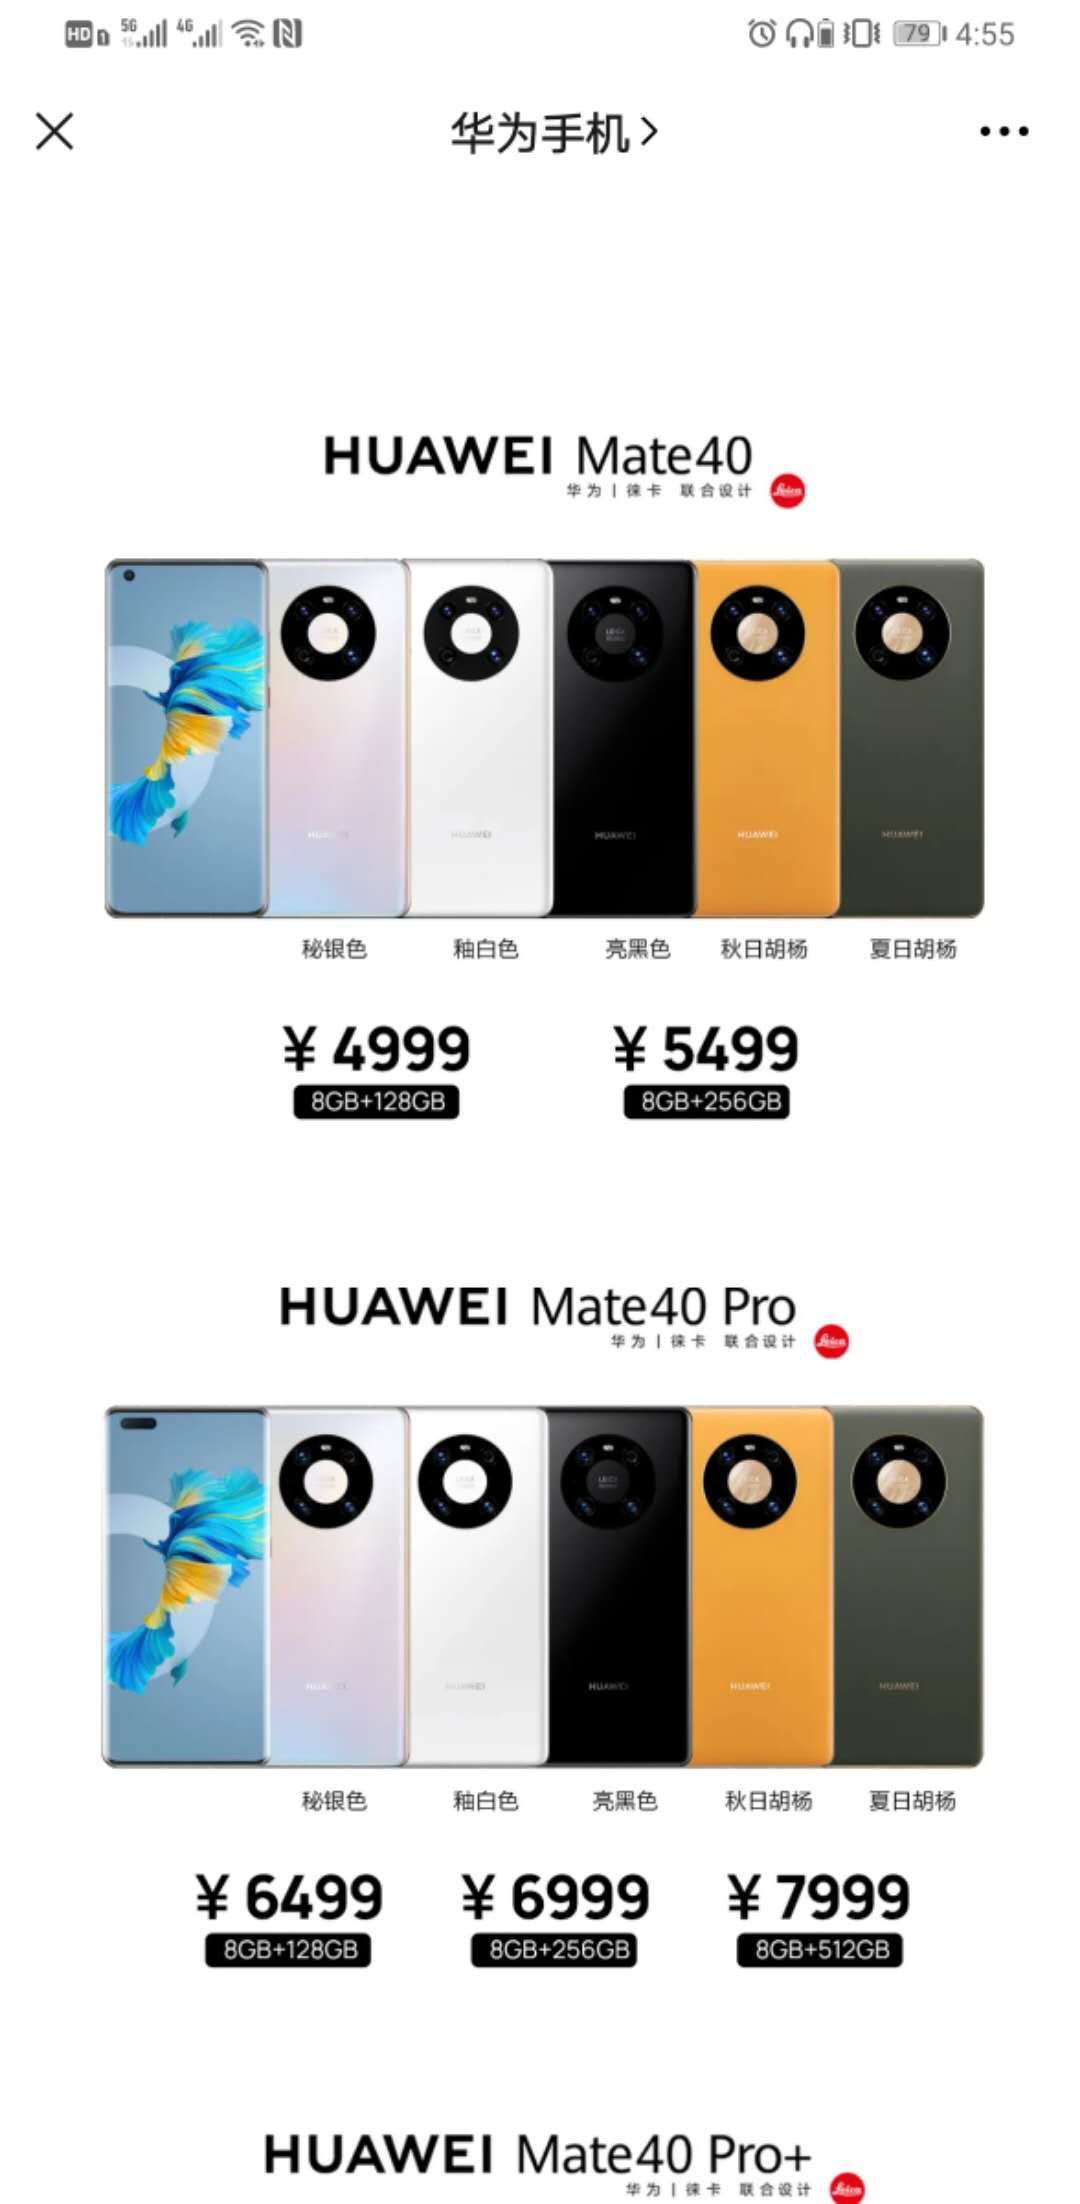 HD 1 5G 4G 79 4:55
华为手机
HUAWEI Mate40
华为 | 徕卡 联合设计 Leica
HUAWEI HUAWEI HUAWEI HUAWEI HUAWEI
秘银色 釉白色 亮黑色 秋日胡杨 夏日胡杨
¥ 4999 ¥ 5499
8GB+128GB 8GB+256GB
HUAWEI Mate40 Pro
华为 | 徕卡 联合设计 Leica
HUAWEI HUAWEI HUAWEI HUAWEI HUAWEI
秘银色 釉白色 亮黑色 秋日胡杨 夏日胡杨
¥ 6499 ¥ 6999 ¥ 7999
8GB+128GB 8GB+256GB 8GB+512GB
HUAWEI Mate40 Pro+
华为 | 徕卡 联合设计 Leica